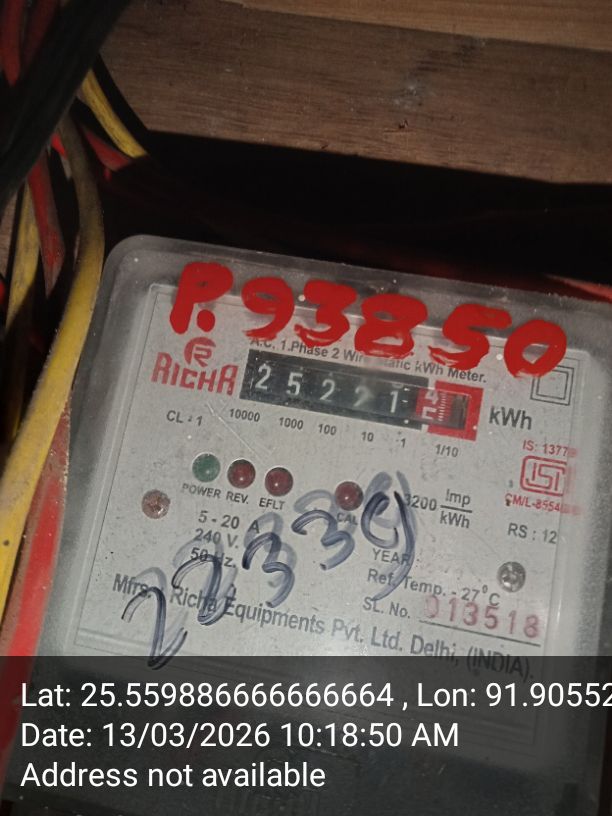 P.93850
A.C. 1.Phase 2 Wire Static kWh Meter.
RICHA
2 5 2 2 1
kWh
10000 1000 100 10 1 1/10
CL : 1
IS: 13779
ISI
CM/L-8554
POWER REV. EFLT CAL
3200 Imp/kWh
RS : 12
5 - 20 A
240 V.
50 Hz.
22339
YEAR
Ref. Temp. - 27°C
SL. No. 013518
Mfrs. Richa Equipments Pvt. Ltd. Delhi, (INDIA).
Lat: 25.559886666666664 , Lon: 91.90552
Date: 13/03/2026 10:18:50 AM
Address not available